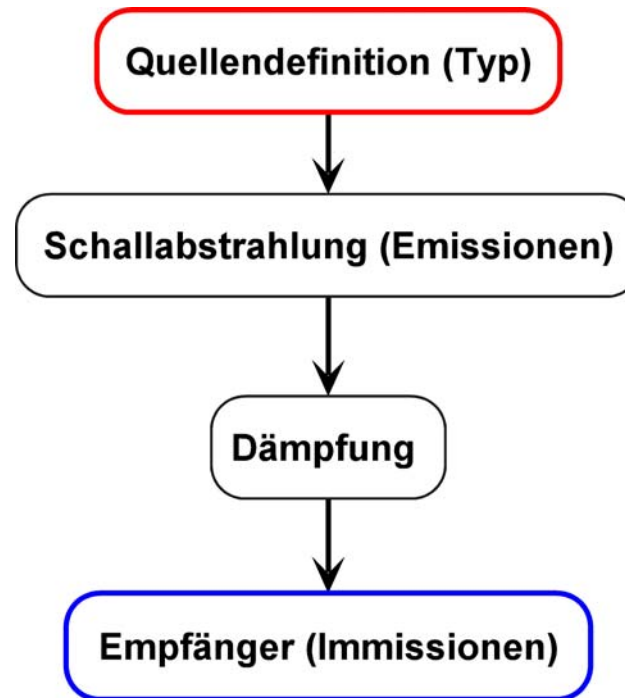 Quellendefinition (Typ)
Schallabstrahlung (Emissionen)
Dämpfung
Empfänger (Immissionen)